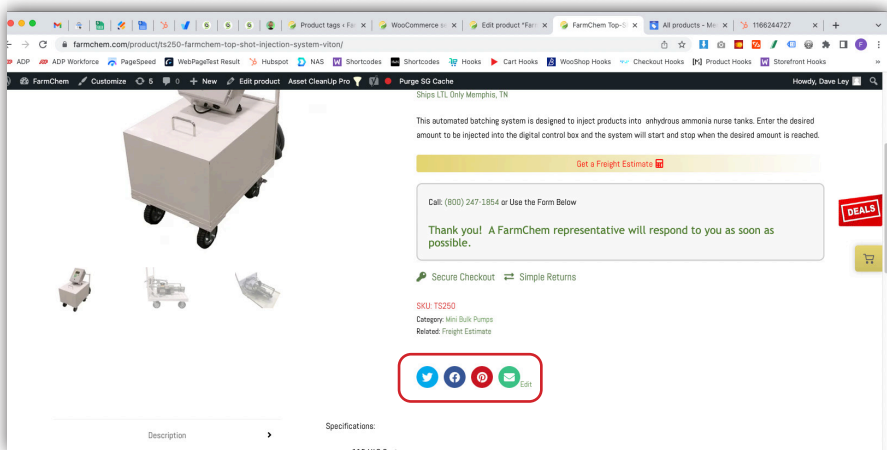 Product tags ‹ Far
WooCommerce se
Edit product "Farm
FarmChem Top-S
All products - Me
1166244727
farmchem.com/product/ts250-farmchem-top-shot-injection-system-viton/
ADP
ADP Workforce
PageSpeed
WebPageTest Result
Hubspot
NAS
Shortcodes
Shortcodes
Hooks
Cart Hooks
WooShop Hooks
Checkout Hooks
[K] Product Hooks
Storefront Hooks
»
FarmChem
Customize
5
0
+ New
Edit product
Asset CleanUp Pro
Purge SG Cache
Howdy, Dave Ley
Ships LTL Only Memphis, TN
This automated batching system is designed to inject products into anhydrous ammonia nurse tanks. Enter the desired
amount to be injected into the digital control box and the system will start and stop when the desired amount is reached.
Get a Freight Estimate
Call: (800) 247-1854 or Use the Form Below
Thank you! A FarmChem representative will respond to you as soon as
possible.
DEALS
Secure Checkout
Simple Returns
SKU: TS250
Category: Mini Bulk Pumps
Related: Freight Estimate
Edit
Specifications:
Description